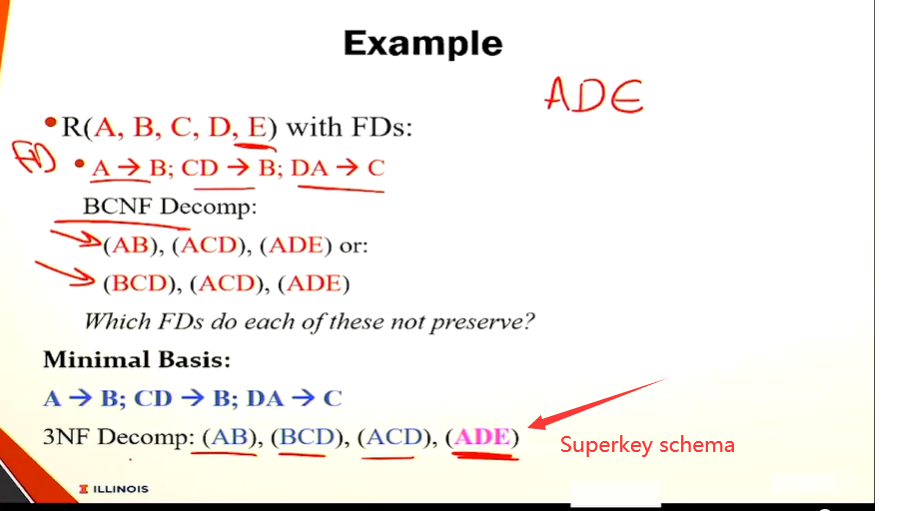 Example
ADE
•R(A, B, C, D, E) with FDs:
FD
• A → B; CD → B; DA → C
BCNF Decomp:
(AB), (ACD), (ADE) or:
(BCD), (ACD), (ADE)
Which FDs do each of these not preserve?
Minimal Basis:
A → B; CD → B; DA → C
3NF Decomp: (AB), (BCD), (ACD), (ADE)
Superkey schema
I ILLINOIS